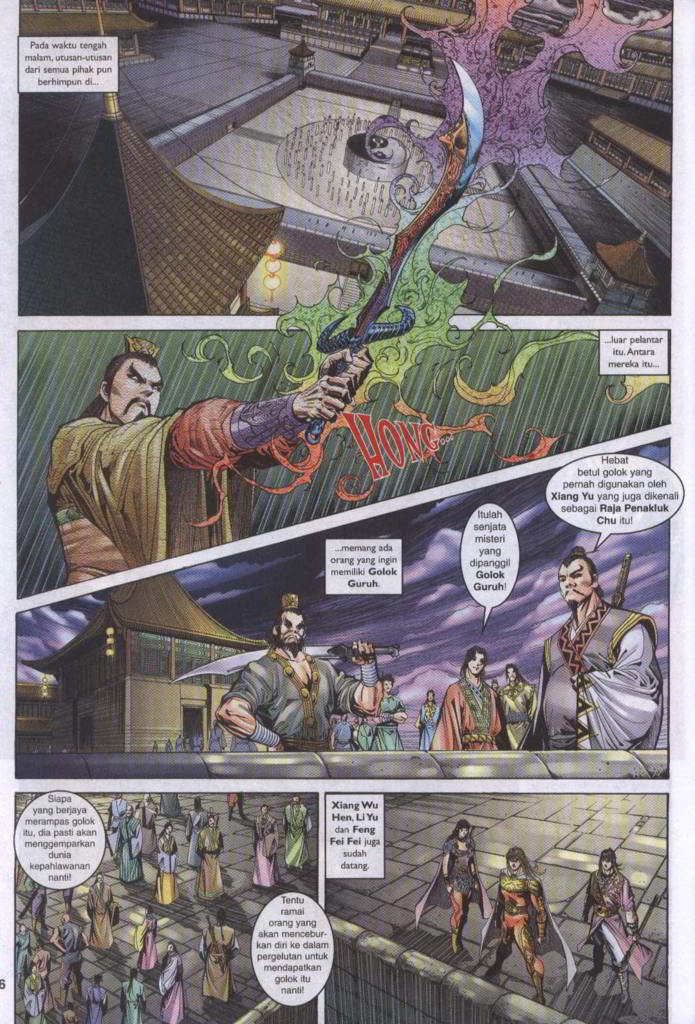 Pada waktu tengah
malam, utusan-utusan
dari semua pihak pun
berhimpun di...
...luar pelantar
itu. Antara
mereka itu...
HONG
Hebat
betul golok yang
pernah digunakan oleh
Xiang Yu yang juga dikenali
sebagai Raja Penakluk
Chu itu!
Itulah
senjata
misteri
yang
dipanggil
Golok
Guruh!
...memang ada
orang yang ingin
memiliki Golok
Guruh.
Siapa
yang berjaya
merampas golok
itu, dia pasti akan
menggemparkan
dunia
kepahlawanan
nanti!
Tentu
ramai
orang yang
akan mencebur-
kan diri ke dalam
pergelutan untuk
mendapatkan
golok itu
nanti!
Xiang Wu
Hen, Li Yu
dan Feng
Fei Fei juga
sudah
datang.
6